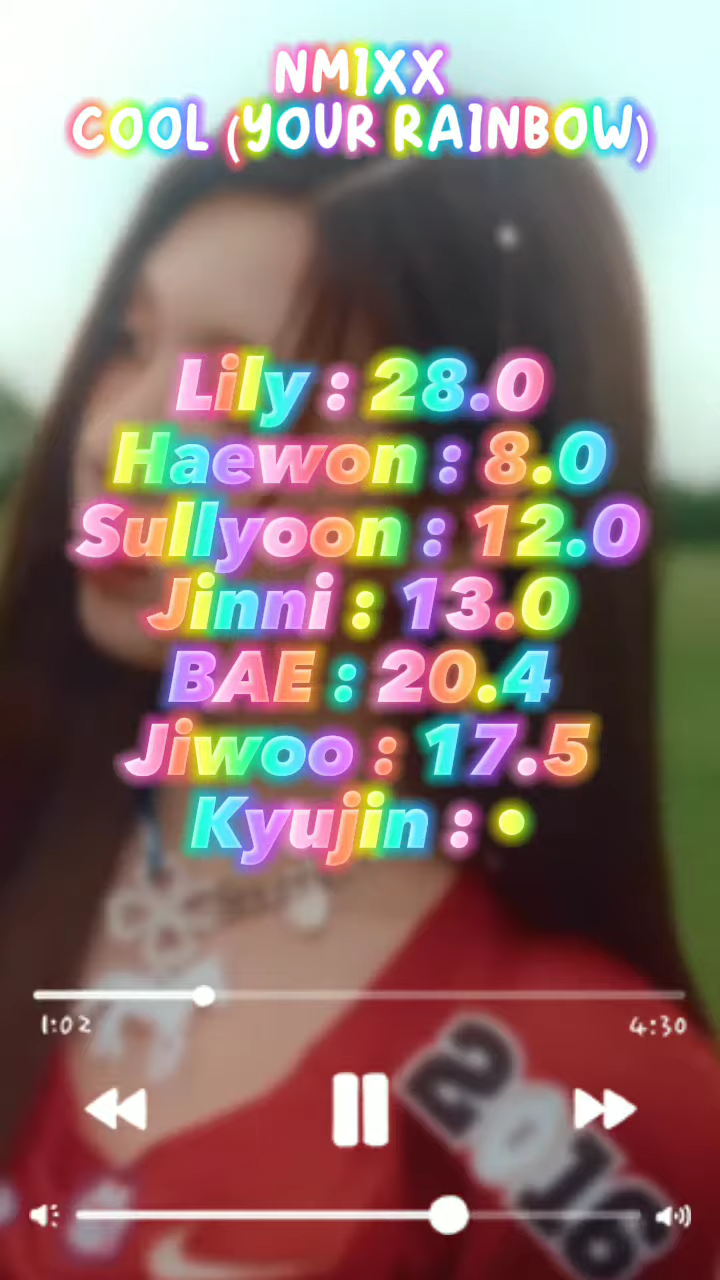 NMIXX
COOL (YOUR RAINBOW)
Lily : 28.0
Haewon : 8.0
Sullyoon : 12.0
Jinni : 13.0
BAE : 20.4
Jiwoo : 17.5
Kyujin : •
1:02
4:30
2016